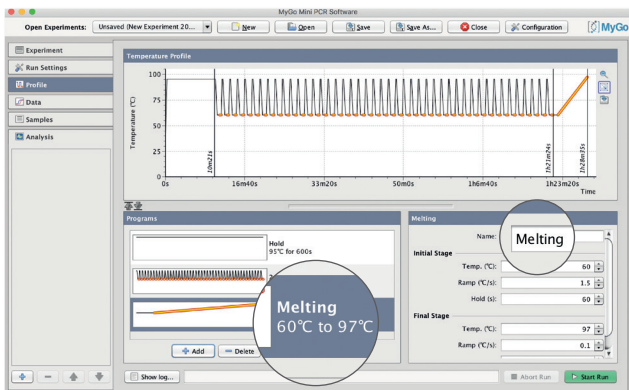 MyGo Mini PCR Software
Open Experiments: Unsaved (New Experiment 20... New Open Save Save As... Close Configuration MyGo
Experiment
Run Settings
Profile
Data
Samples
Analysis
Temperature Profile
Temperature (℃)
100
75
50
25
0
0s 16m40s 33m20s 50m0s 1h6m40s 1h23m20s
Time
10m21s
1h21m24s
1h28m35s
Programs
Hold
95℃ for 600s
Melting
60℃ to 97℃
Add Delete
Melting
Name: Melting
Initial Stage
Temp. (℃): 60
Ramp (℃/s): 1.5
Hold (s): 60
Final Stage
Temp. (℃): 97
Ramp (℃/s): 0.1
Show log... Abort Run Start Run